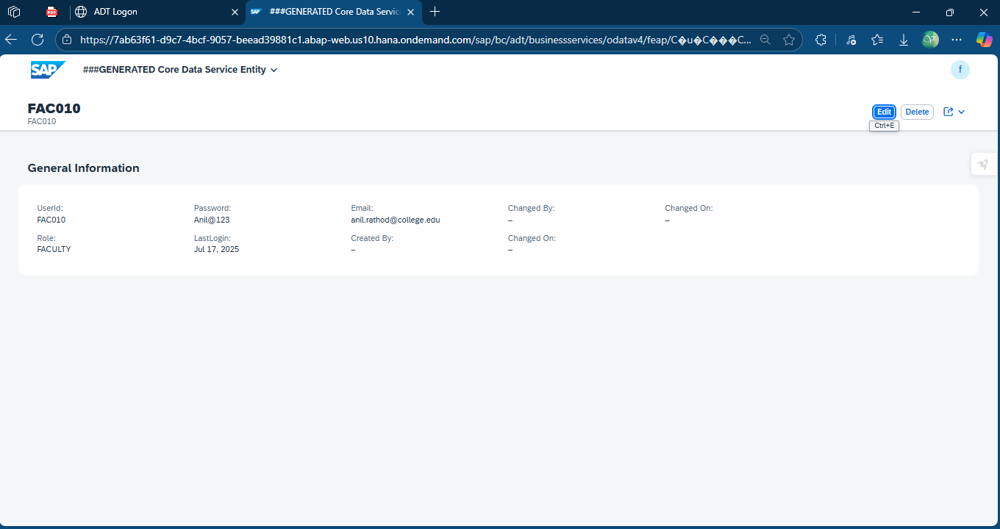 PDF
ADT Logon
SAP
###GENERATED Core Data Servic
https://7ab63f61-d9c7-4bcf-9057-beead39881c1.abap-web.us10.hana.ondemand.com/sap/bc/adt/businessservices/odatav4/feap/C�u�C���C...
SAP
###GENERATED Core Data Service Entity
f
FAC010
FAC010
Edit
Delete
Ctrl+E
General Information
UserId: Password: Email: Changed By: Changed On:
FAC010 Anil@123 anil.rathod@college.edu – –
Role: LastLogin: Created By: Changed On:
FACULTY Jul 17, 2025 – –